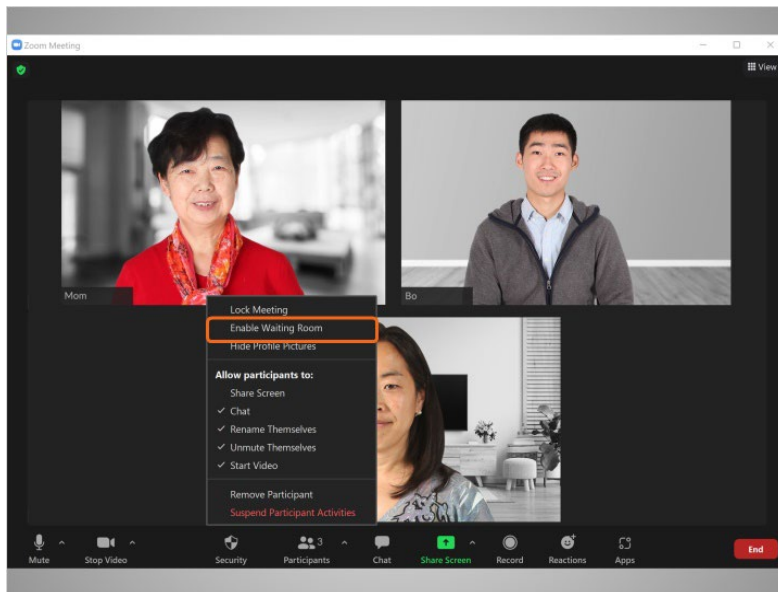 Zoom Meeting
View
Mom
Bo
Lock Meeting
Enable Waiting Room
Hide Profile Pictures
Allow participants to:
Share Screen
Chat
Rename Themselves
Unmute Themselves
Start Video
Remove Participant
Suspend Participant Activities
3
Mute
Stop Video
Security
Participants
Chat
Share Screen
Record
Reactions
Apps
End